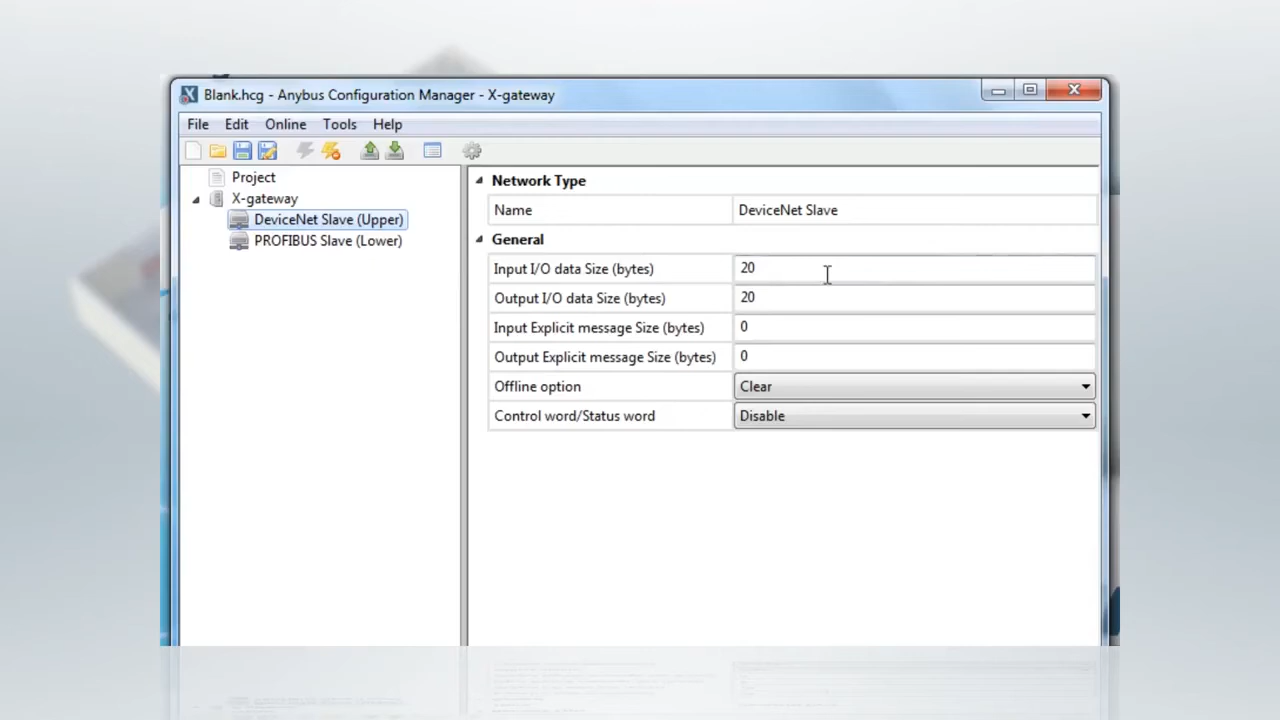 Blank.hcg - Anybus Configuration Manager - X-gateway
File Edit Online Tools Help
Project
X-gateway
DeviceNet Slave (Upper)
PROFIBUS Slave (Lower)
Network Type
Name DeviceNet Slave
General
Input I/O data Size (bytes) 20
Output I/O data Size (bytes) 20
Input Explicit message Size (bytes) 0
Output Explicit message Size (bytes) 0
Offline option Clear
Control word/Status word Disable